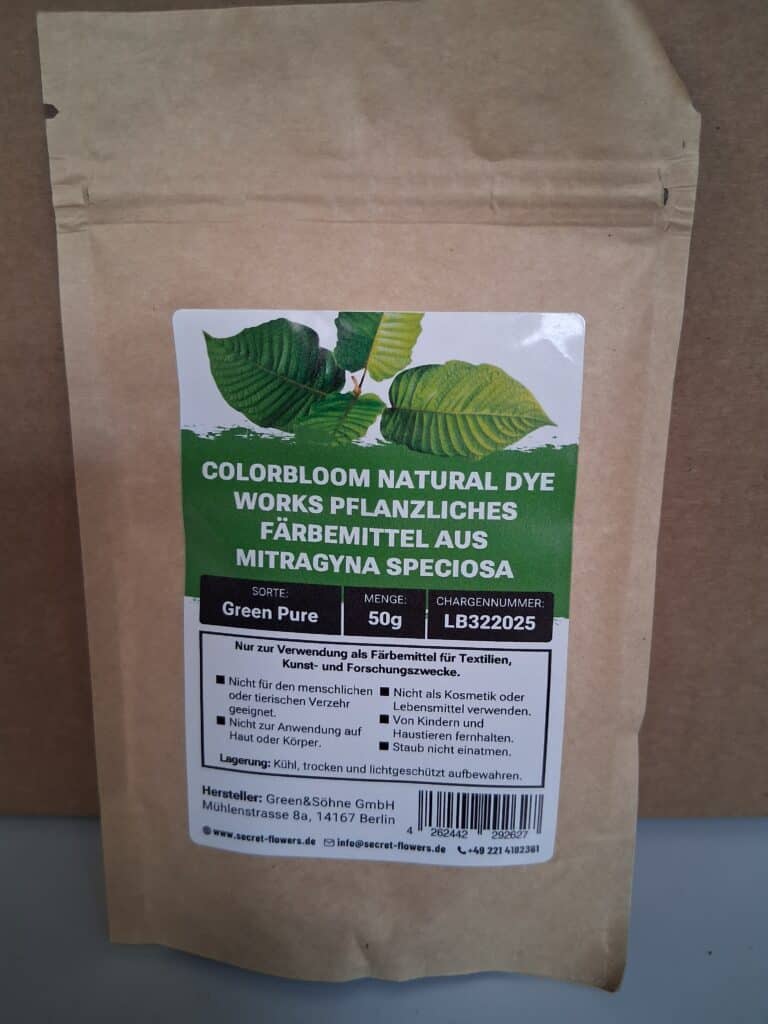 COLORBLOOM NATURAL DYE
WORKS PFLANZLICHES
FÄRBEMITTEL AUS
MITRAGYNA SPECIOSA
SORTE:
Green Pure
MENGE:
50g
CHARGENNUMMER:
LB322025
Nur zur Verwendung als Färbemittel für Textilien,
Kunst- und Forschungszwecke.
Nicht für den menschlichen
oder tierischen Verzehr
geeignet.
Nicht zur Anwendung auf
Haut oder Körper.
Nicht als Kosmetik oder
Lebensmittel verwenden.
Von Kindern und
Haustieren fernhalten.
Staub nicht einatmen.
Lagerung: Kühl, trocken und lichtgeschützt aufbewahren.
Hersteller: Green&Söhne GmbH
Mühlenstrasse 8a, 14167 Berlin
4 262442 292627
www.secret-flowers.de info@secret-flowers.de +49 221 4182361